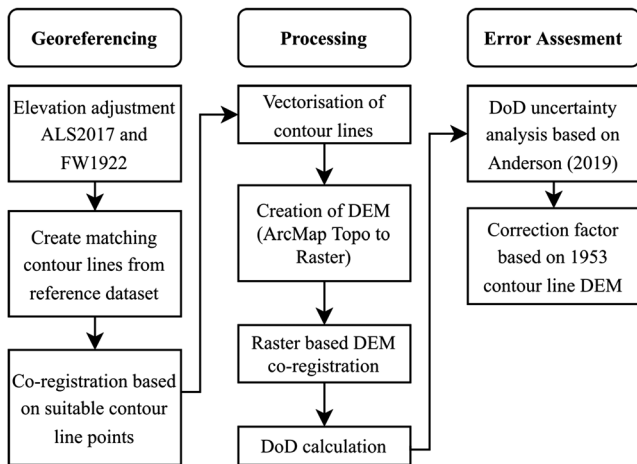 Georeferencing
Elevation adjustment
ALS2017 and
FW1922
Create matching
contour lines from
reference dataset
Co-registration based
on suitable contour
line points
Processing
Vectorisation of
contour lines
Creation of DEM
(ArcMap Topo to
Raster)
Raster based DEM
co-registration
DoD calculation
Error Assesment
DoD uncertainty
analysis based on
Anderson (2019)
Correction factor
based on 1953
contour line DEM